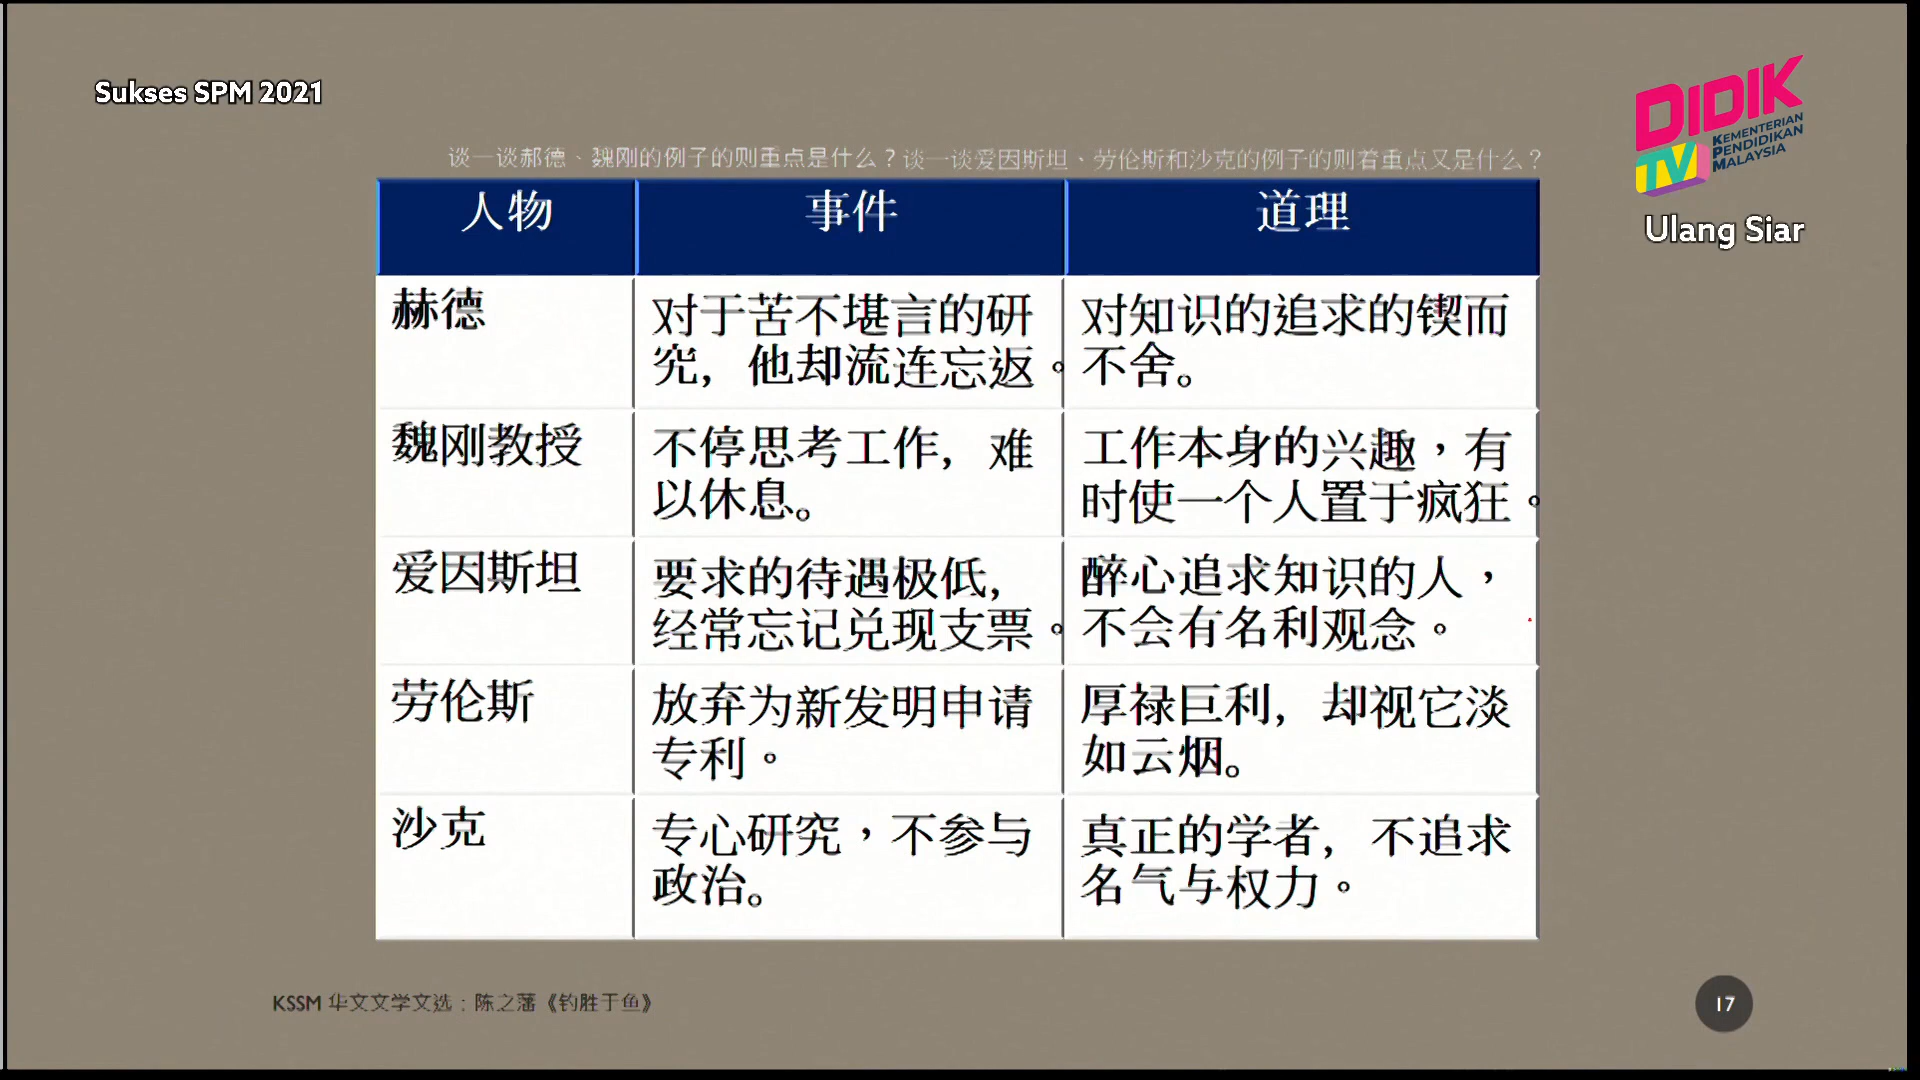 Sukses SPM 2021
DIDIK
TV
KEMENTERIAN
PENDIDIKAN
MALAYSIA
Ulang Siar
谈一谈郝德、魏刚的例子的则重点是什么？谈一谈爱因斯坦、劳伦斯和沙克的例子的则着重点又是什么？
人物 事件 道理
赫德
对于苦不堪言的研
究，他却流连忘返。
对知识的追求的锲而
不舍。
魏刚教授
不停思考工作，难
以休息。
工作本身的兴趣，有
时使一个人置于疯狂。
爱因斯坦
要求的待遇极低，
经常忘记兑现支票。
醉心追求知识的人，
不会有名利观念。
劳伦斯
放弃为新发明申请
专利。
厚禄巨利，却视它淡
如云烟。
沙克
专心研究，不参与
政治。
真正的学者，不追求
名气与权力。
KSSM 华文文学文选：陈之藩《钓胜于鱼》
17